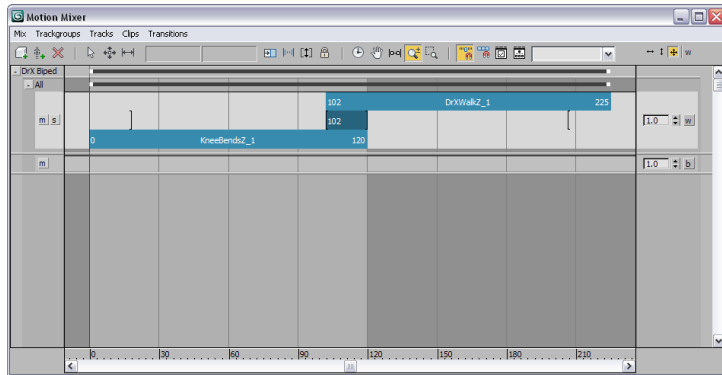 Motion Mixer
Mix Trackgroups Tracks Clips Transitions
w
- DrX Biped
- All
102 DrXWalkZ_1 225
m s 102 1.0 w
0 KneeBendsZ_1 120
m 1.0 b
0 30 60 90 120 150 180 210